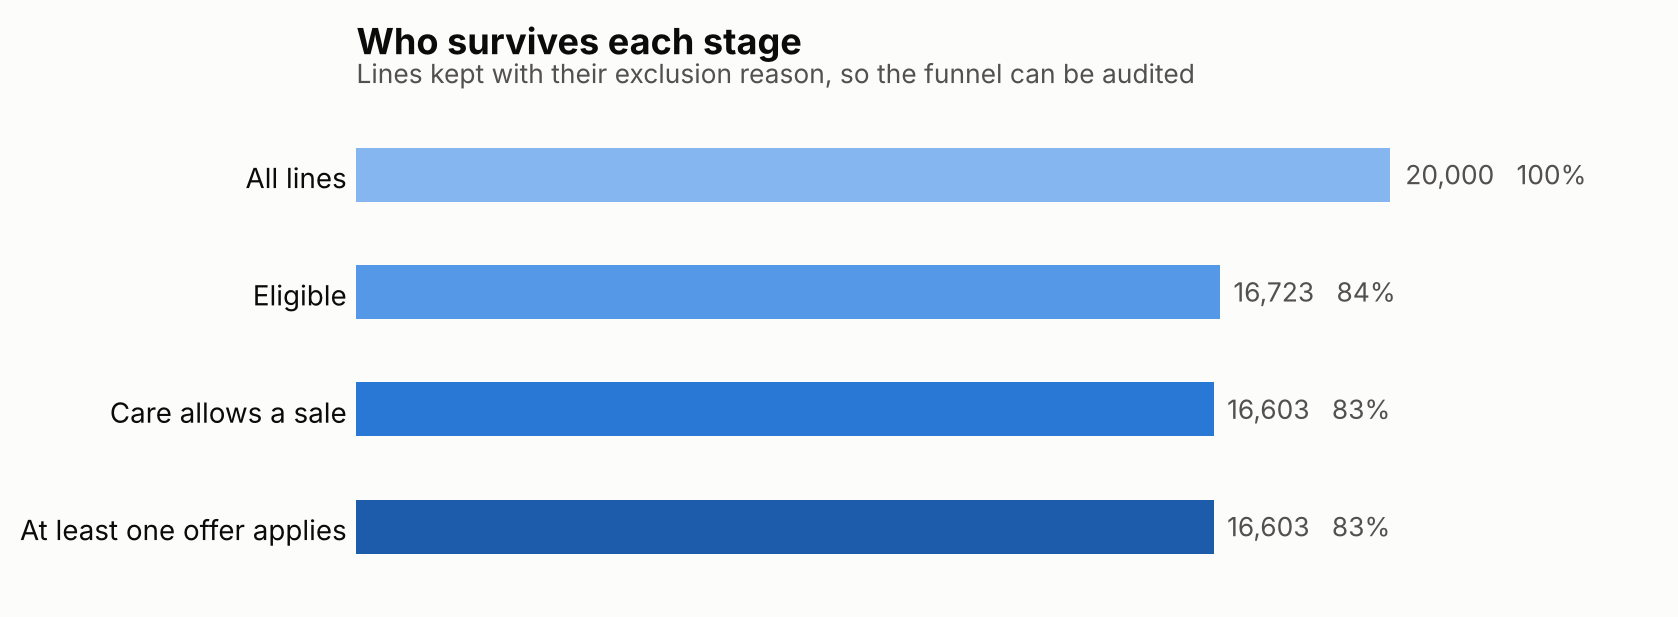 Who survives each stage
Lines kept with their exclusion reason, so the funnel can be audited
All lines 20,000 100%
Eligible 16,723 84%
Care allows a sale 16,603 83%
At least one offer applies 16,603 83%